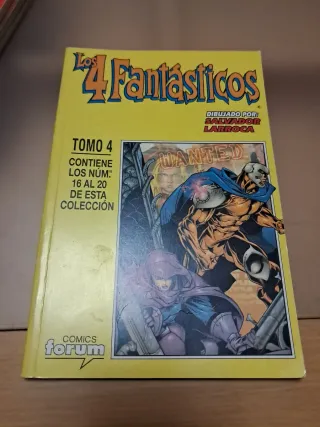 Los
4 Fantásticos
DIBUJADO POR:
SALVADOR
LARROCA
TOMO 4
CONTIENE
LOS NÚM.ˢ
16 AL 20
DE ESTA
COLECCIÓN
COMICS
forum